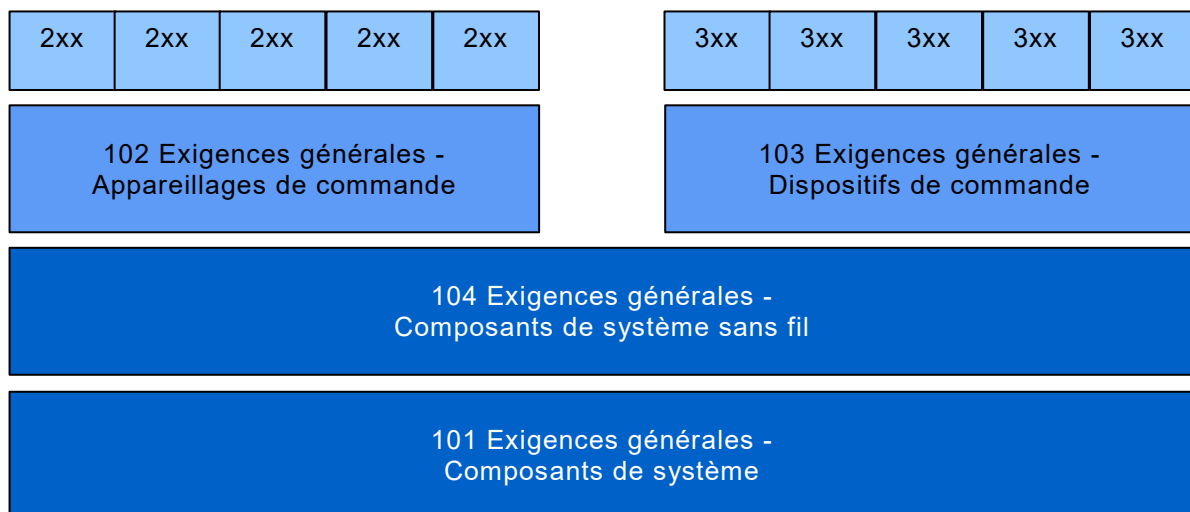 2xx 2xx 2xx 2xx 2xx 3xx 3xx 3xx 3xx 3xx
102 Exigences générales -
Appareillages de commande
103 Exigences générales -
Dispositifs de commande
104 Exigences générales -
Composants de système sans fil
101 Exigences générales -
Composants de système